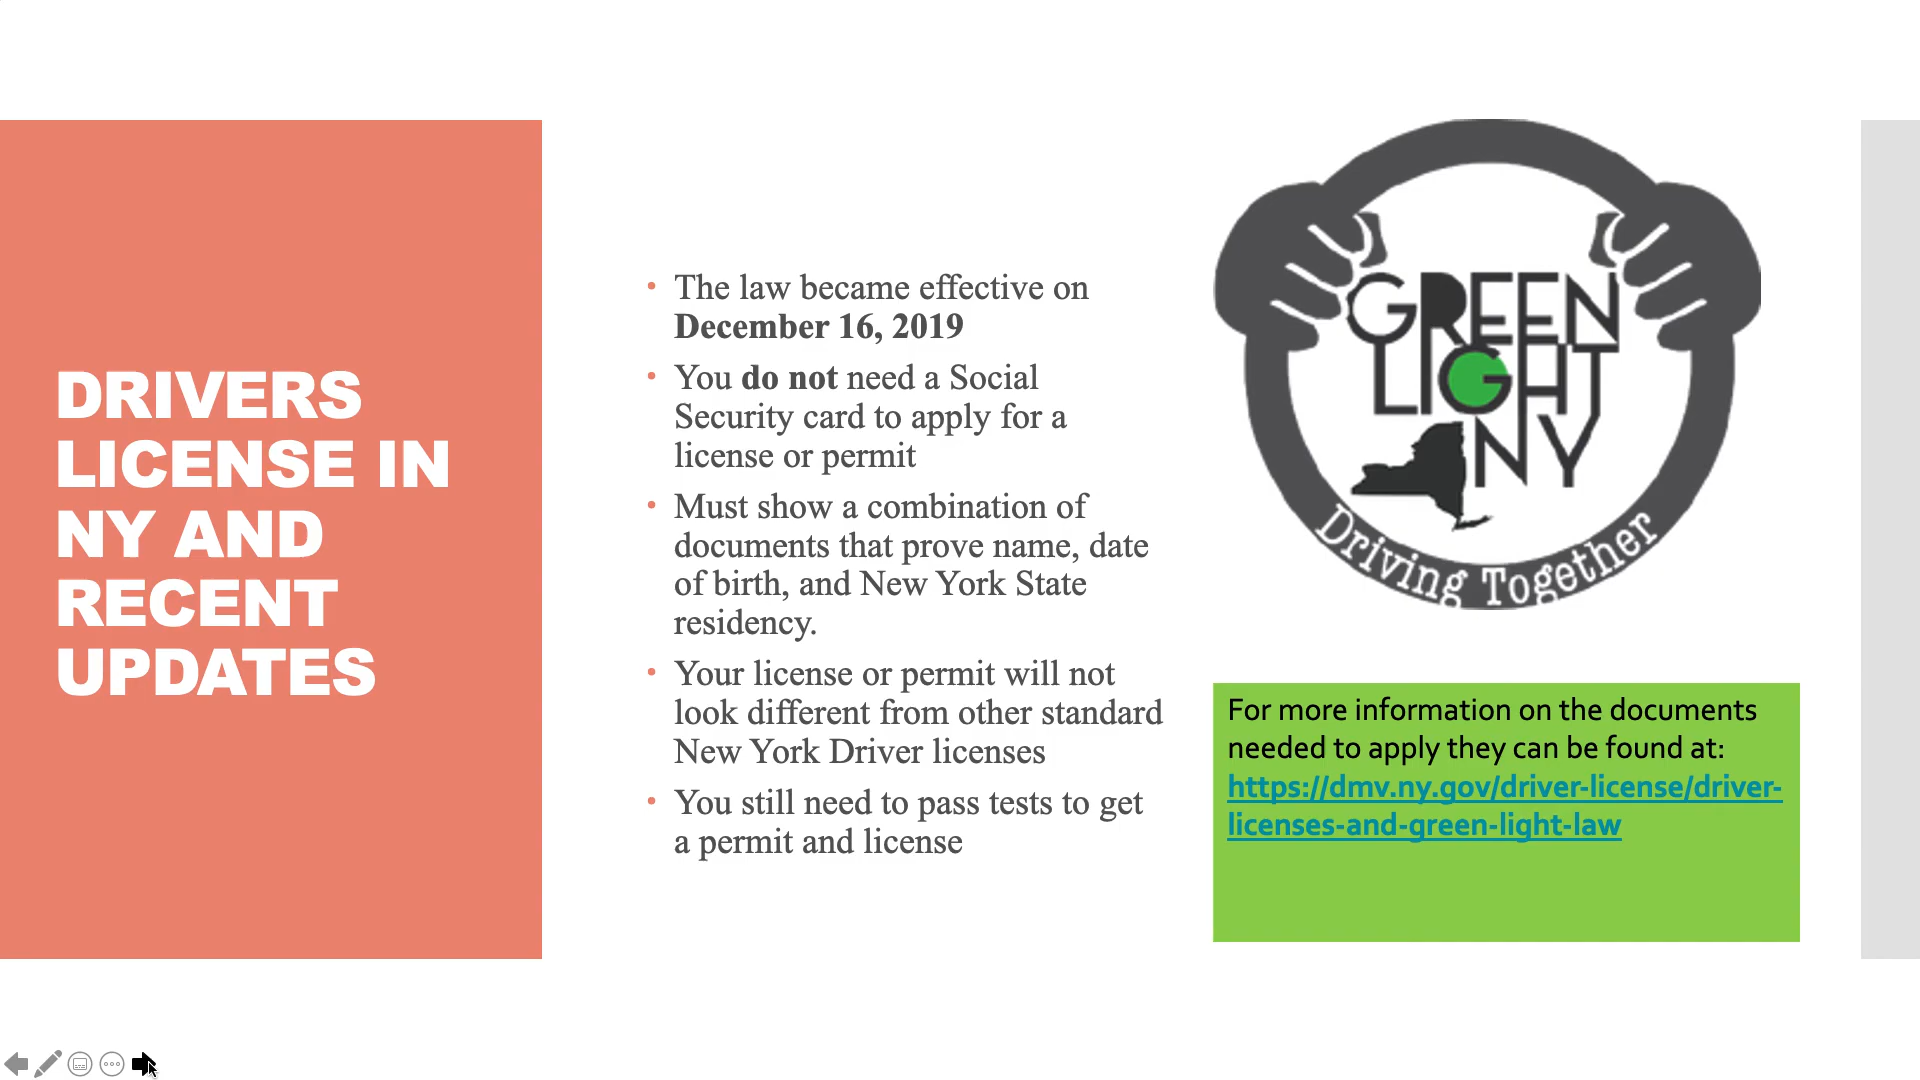 DRIVERS
LICENSE IN
NY AND
RECENT
UPDATES
• The law became effective on
December 16, 2019
• You do not need a Social
Security card to apply for a
license or permit
• Must show a combination of
documents that prove name, date
of birth, and New York State
residency.
• Your license or permit will not
look different from other standard
New York Driver licenses
• You still need to pass tests to get
a permit and license
GREEN
LIGHT
NY
Driving Together
For more information on the documents
needed to apply they can be found at:
https://dmv.ny.gov/driver-license/driver-
licenses-and-green-light-law